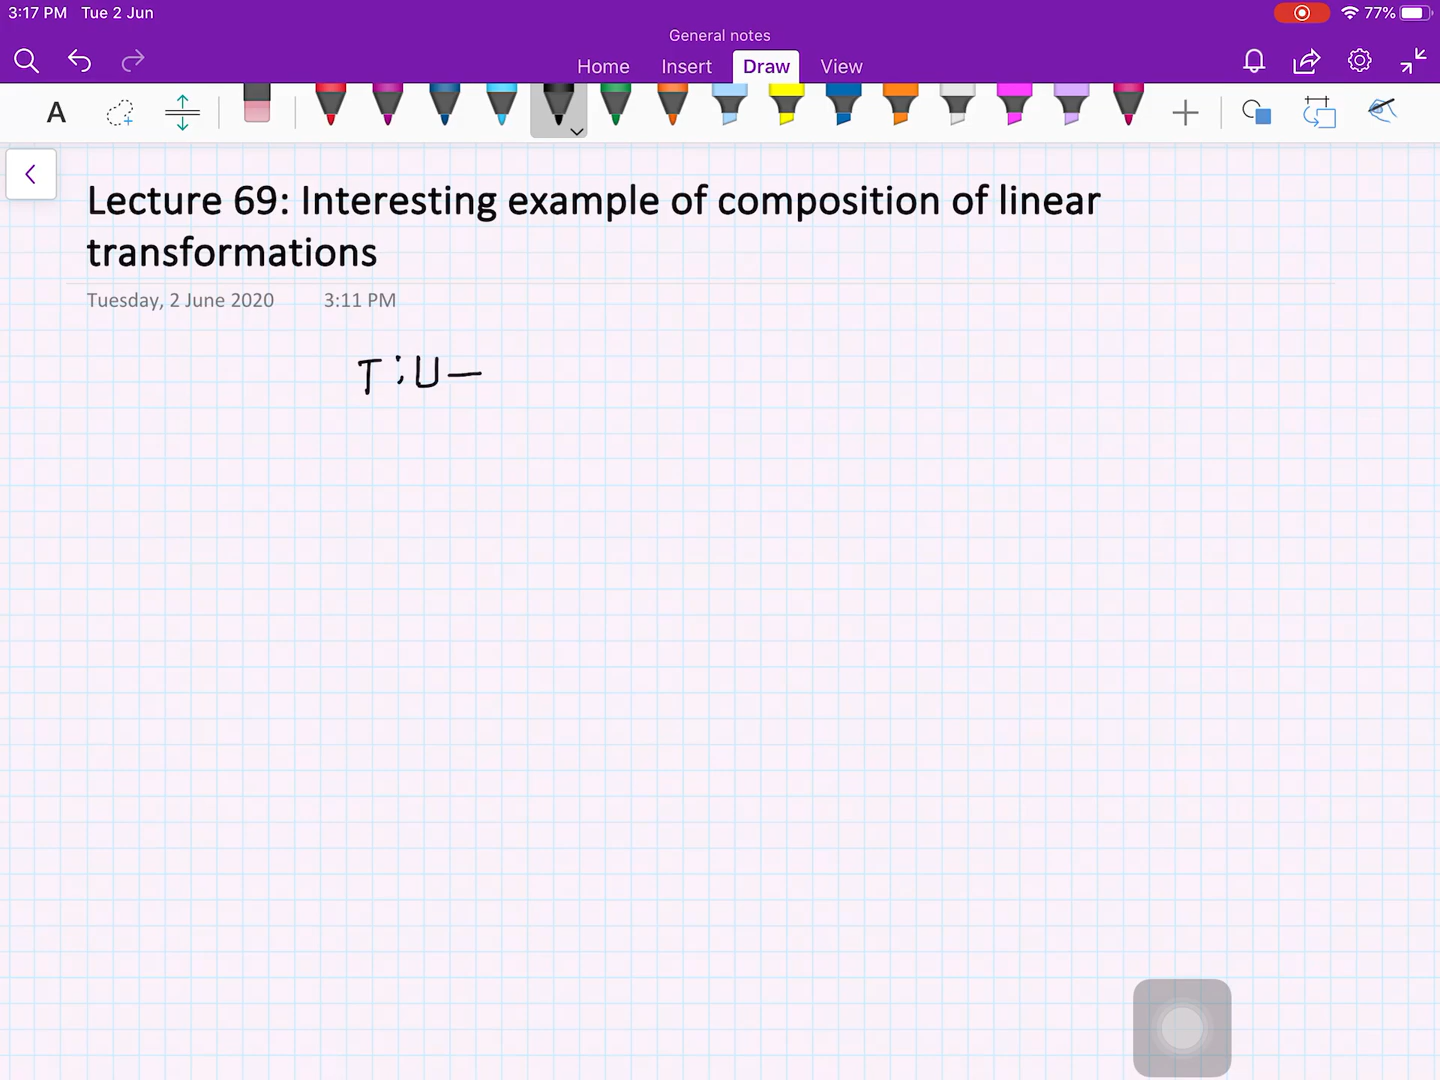 3:17 PM Tue 2 Jun 77%
General notes
Home Insert Draw View
A
Lecture 69: Interesting example of composition of linear
transformations
Tuesday, 2 June 2020 3:11 PM
T : U —